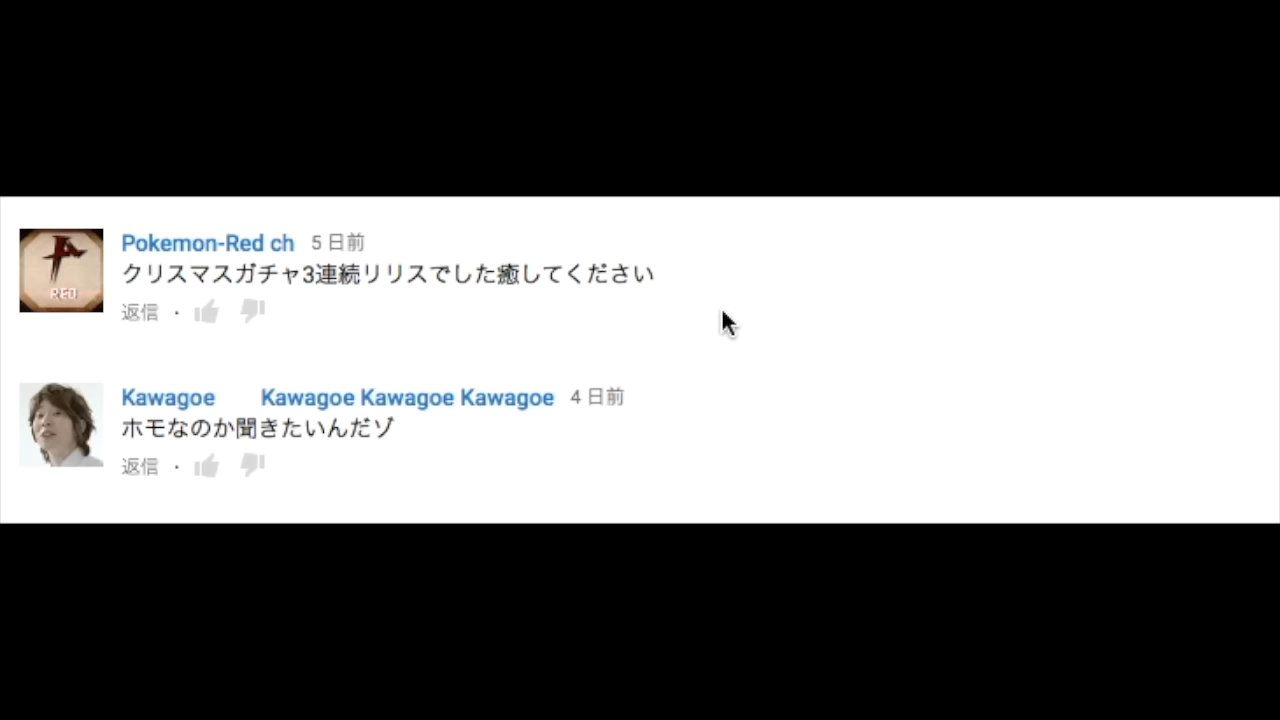 Pokemon-Red ch 5 日前
RED
クリスマスガチャ3連続リリスでした癒してください
返信 ・
Kawagoe Kawagoe Kawagoe Kawagoe 4 日前
ホモなのか聞きたいんだゾ
返信 ・